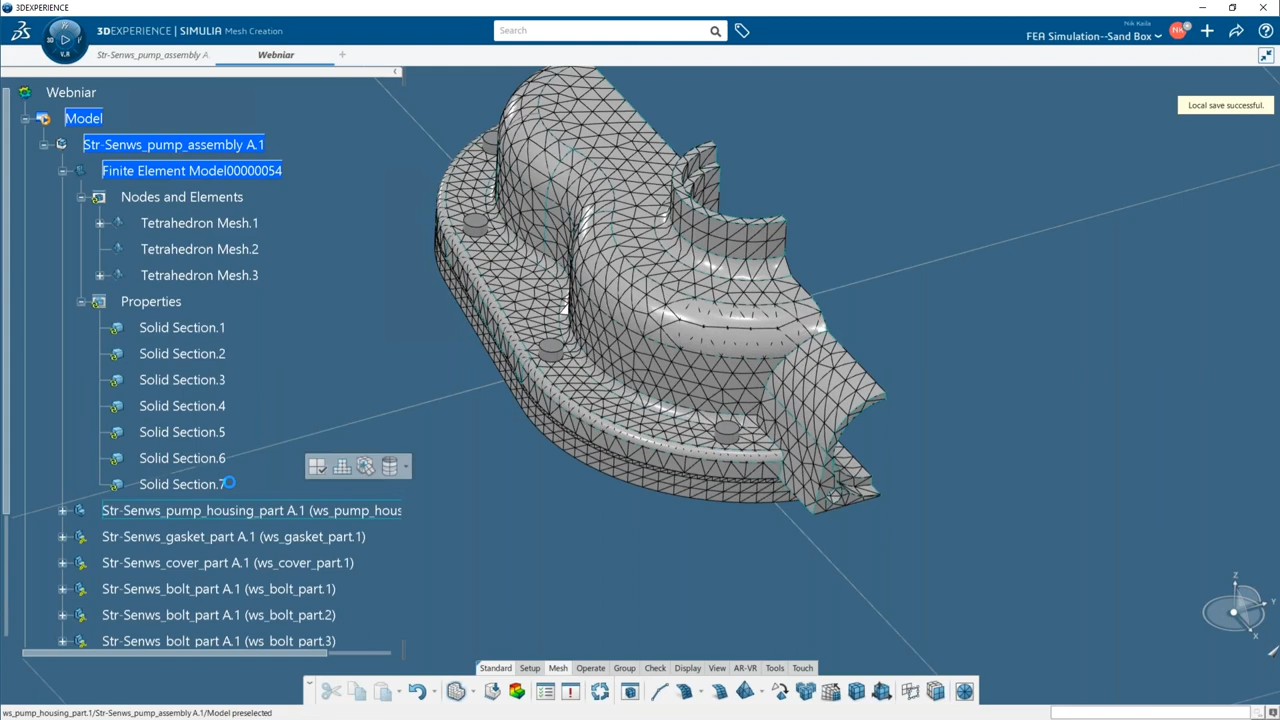 3DEXPERIENCE
3DEXPERIENCE | SIMULIA Mesh Creation
V.R
Search
Nik Kaila
FEA Simulation--Sand Box
NK
Str-Senws_pump_assembly A.
Webniar
Local save successful.
Webniar
Model
Str-Senws_pump_assembly A.1
Finite Element Model00000054
Nodes and Elements
Tetrahedron Mesh.1
Tetrahedron Mesh.2
Tetrahedron Mesh.3
Properties
Solid Section.1
Solid Section.2
Solid Section.3
Solid Section.4
Solid Section.5
Solid Section.6
Solid Section.7
Str-Senws_pump_housing_part A.1 (ws_pump_hous
Str-Senws_gasket_part A.1 (ws_gasket_part.1)
Str-Senws_cover_part A.1 (ws_cover_part.1)
Str-Senws_bolt_part A.1 (ws_bolt_part.1)
Str-Senws_bolt_part A.1 (ws_bolt_part.2)
Str-Senws_bolt_part A.1 (ws_bolt_part.3)
Z
Y
X
Standard Setup Mesh Operate Group Check Display View AR-VR Tools Touch
ws_pump_housing_part.1/Str-Senws_pump_assembly A.1/Model preselected